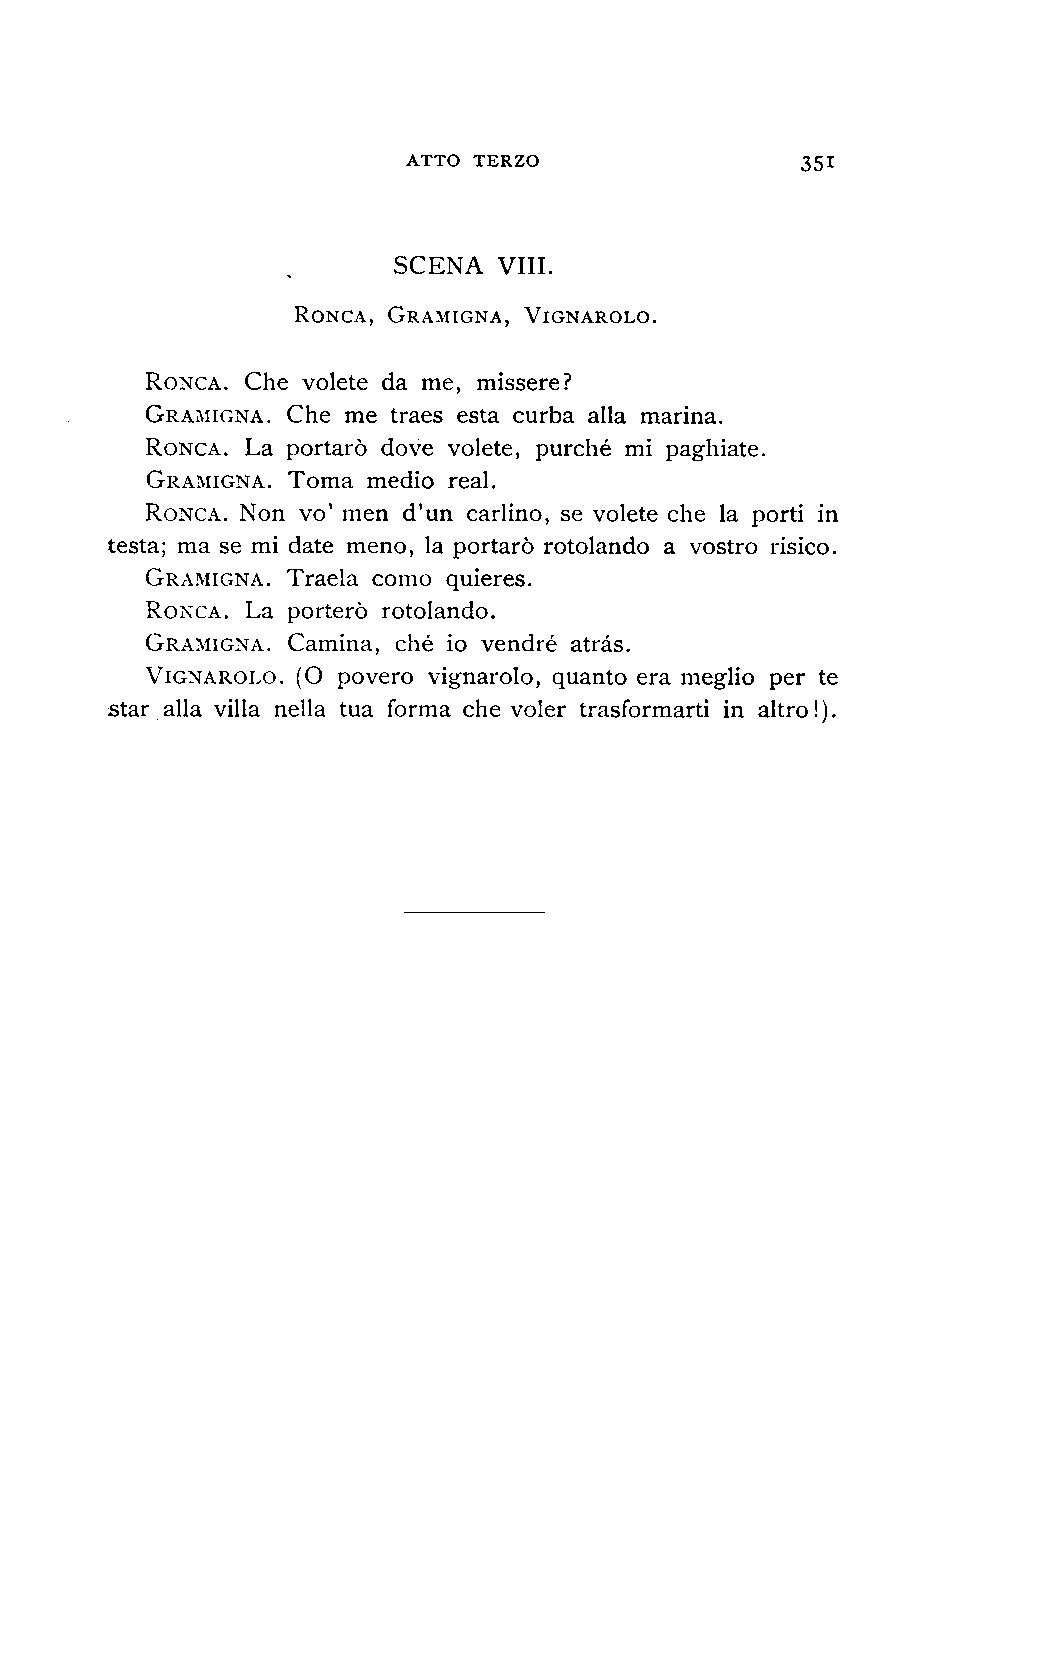 ATTO TERZO 351
SCENA VIII.
RONCA, GRAMIGNA, VIGNAROLO.
RONCA. Che volete da me, missere?
GRAMIGNA. Che me traes esta curba alla marina.
RONCA. La portarò dove volete, purché mi paghiate.
GRAMIGNA. Toma medio real.
RONCA. Non vo' men d'un carlino, se volete che la porti in
testa; ma se mi date meno, la portarò rotolando a vostro risico.
GRAMIGNA. Traela como quieres.
RONCA. La porterò rotolando.
GRAMIGNA. Camina, ché io vendré atrás.
VIGNAROLO. (O povero vignarolo, quanto era meglio per te
star alla villa nella tua forma che voler trasformarti in altro!).